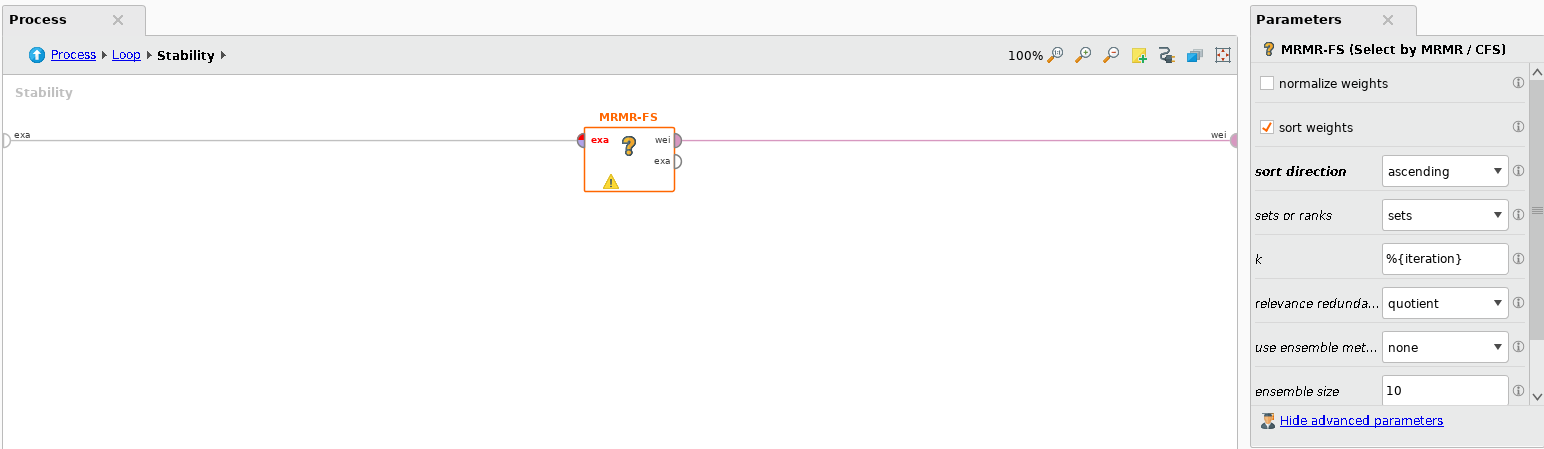 Process
Process Loop Stability
100%
Stability
exa
MRMR-FS
exa wei
exa
wei
Parameters
MRMR-FS (Select by MRMR / CFS)
normalize weights
sort weights
sort direction ascending
sets or ranks sets
k %{iteration}
relevance redunda... quotient
use ensemble met... none
ensemble size 10
Hide advanced parameters